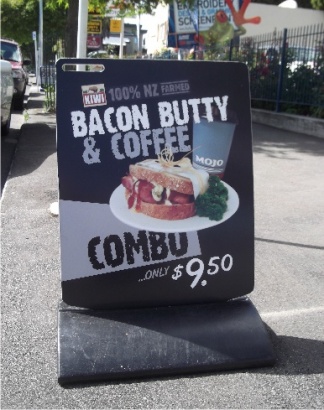 KIWI 100% NZ FARMED
BACON BUTTY
& COFFEE
MOJO
COMBO
...ONLY $9.50